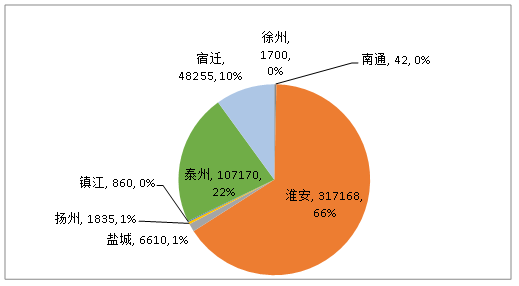 徐州,
1700,
0%
南通, 42, 0%
宿迁,
48255, 10%
泰州, 107170,
22%
淮安, 317168,
66%
镇江, 860, 0%
扬州, 1835, 1%
盐城, 6610, 1%